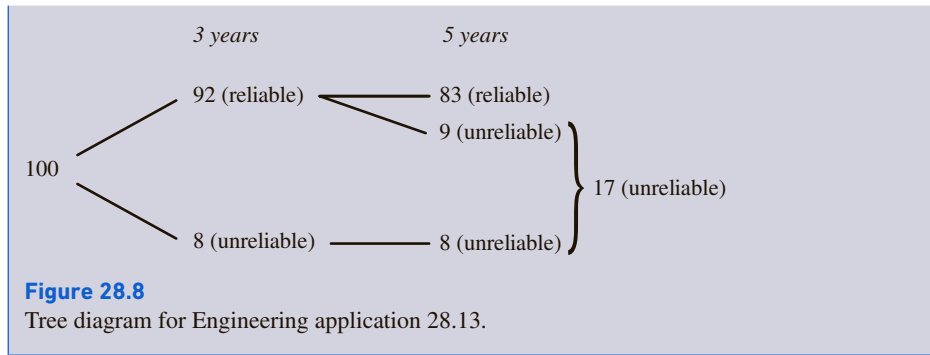 3 years 5 years
92 (reliable) 83 (reliable)
9 (unreliable)
100
17 (unreliable)
8 (unreliable) 8 (unreliable)
Figure 28.8
Tree diagram for Engineering application 28.13.